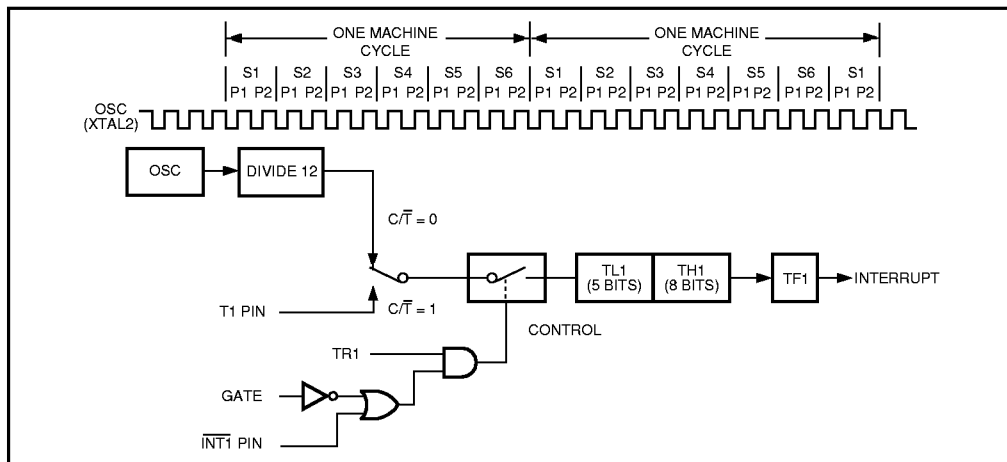 ONE MACHINE CYCLE
ONE MACHINE CYCLE
S1 S2 S3 S4 S5 S6 S1 S2 S3 S4 S5 S6 S1
P1 P2 P1 P2 P1 P2 P1 P2 P1 P2 P1 P2 P1 P2 P1 P2 P1 P2 P1 P2 P1 P2 P1 P2 P1 P2
OSC
(XTAL2)
OSC
DIVIDE 12
C/T̅ = 0
TL1
(5 BITS)
TH1
(8 BITS)
TF1
INTERRUPT
T1 PIN
C/T̅ = 1
CONTROL
TR1
GATE
I̅N̅T̅1̅ PIN